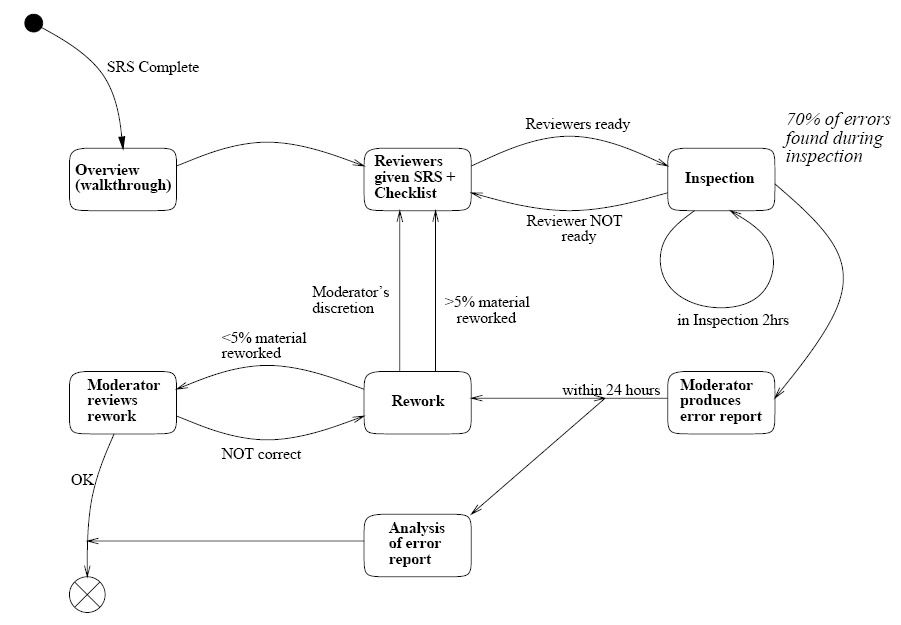 SRS Complete
Overview
(walkthrough)
Reviewers
given SRS +
Checklist
Reviewers ready
Reviewer NOT
ready
Inspection
70% of errors
found during
inspection
in Inspection 2hrs
Moderator's
discretion
>5% material
reworked
<5% material
reworked
Moderator
reviews
rework
Rework
within 24 hours
Moderator
produces
error report
NOT correct
OK
Analysis
of error
report